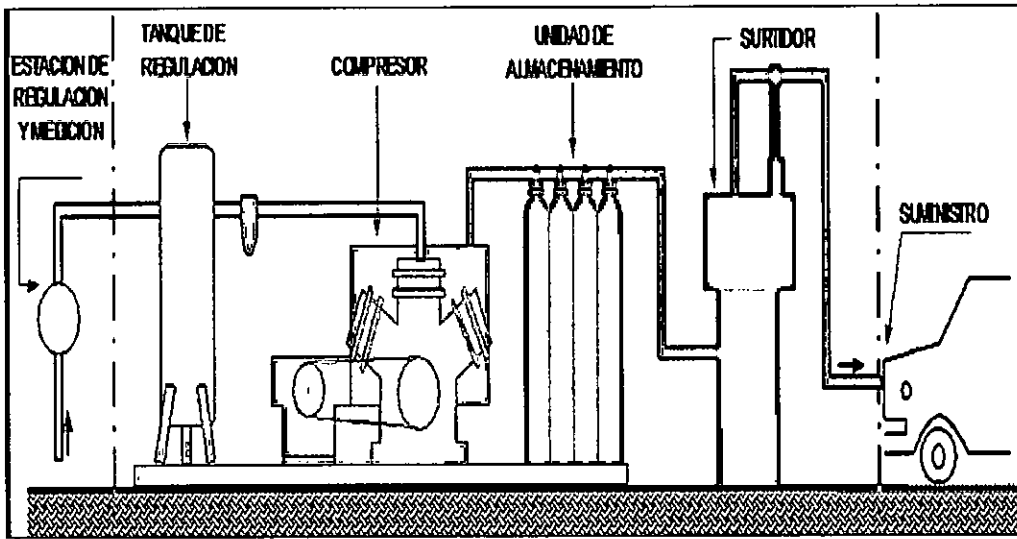 ESTACION DE
REGULACION
Y MEDICION
TANQUE DE
REGULACION
COMPRESOR
UNIDAD DE
ALMACENAMIENTO
SURTIDOR
SUMINISTRO